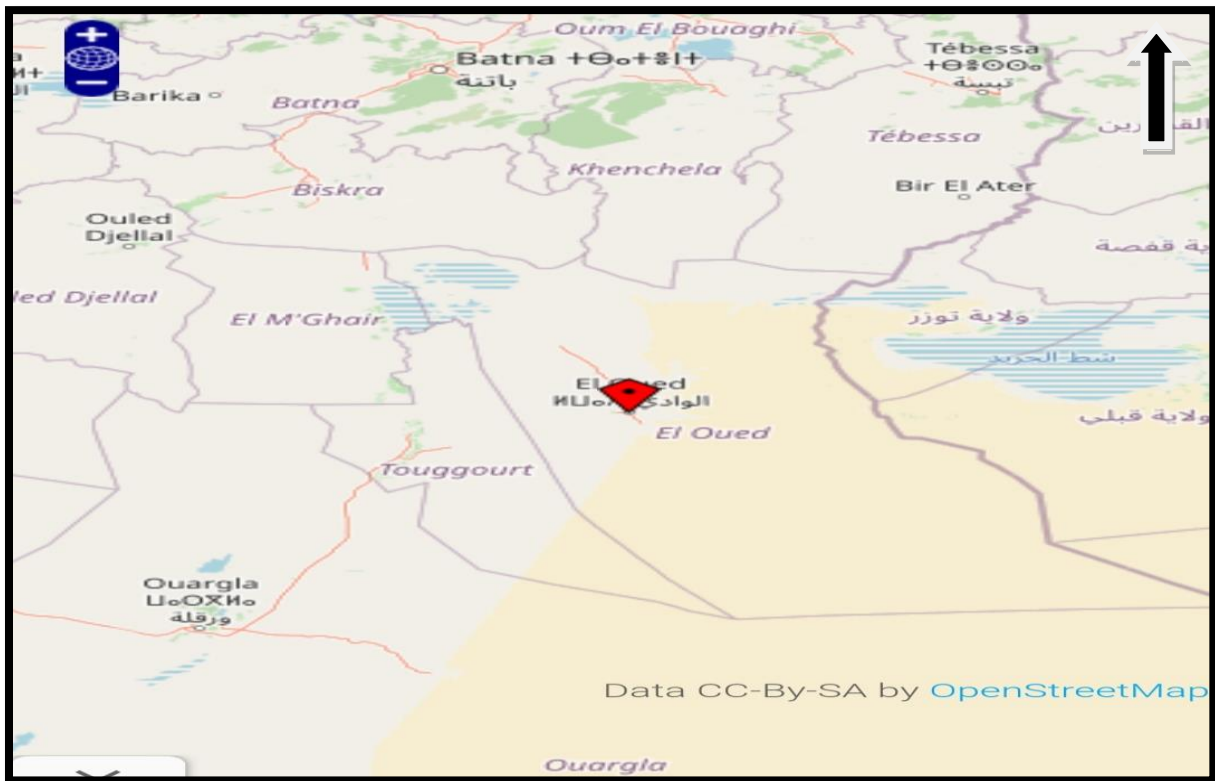 Oum El Bouaghi
Batna ⵜⴱⴰⵜⵏⵜ
باتنة
Tébessa
ⵜⴱⴻⵙⵙⴰ
تبسة
Barika
Batna
Tébessa
Khenchela
Biskra
Bir El Ater
Ouled
Djellal
led Djellal
El M'Ghair
ولاية توزر
شط الجريد
El Oued
الوادي
ولاية قبلي
El Oued
Touggourt
Ouargla
ورقلة
Data CC-By-SA by OpenStreetMap
Ouargla